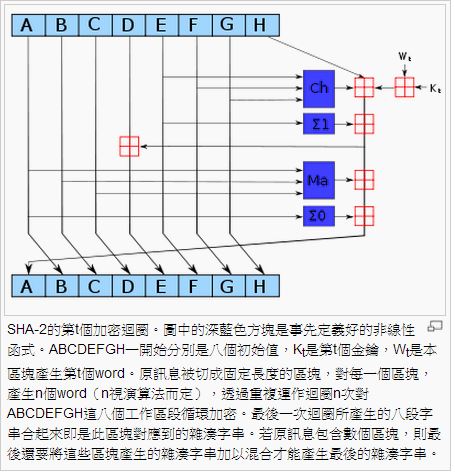 A B C D E F G H
Wt
Ch
Kt
Σ1
Ma
Σ0
A B C D E F G H
SHA-2的第t個加密迴圈。圖中的深藍色方塊是事先定義好的非線性
函式。ABCDEFGH一開始分別是八個初始值，Kt是第t個金鑰，Wt是本
區塊產生第t個word。原訊息被切成固定長度的區塊，對每一個區塊，
產生n個word（n視演算法而定），透過重複運作迴圈n次對
ABCDEFGH這八個工作區段循環加密。最後一次迴圈所產生的八段字
串合起來即是此區塊對應到的雜湊字串。若原訊息包含數個區塊，則最
後還要將這些區塊產生的雜湊字串加以混合才能產生最後的雜湊字串。